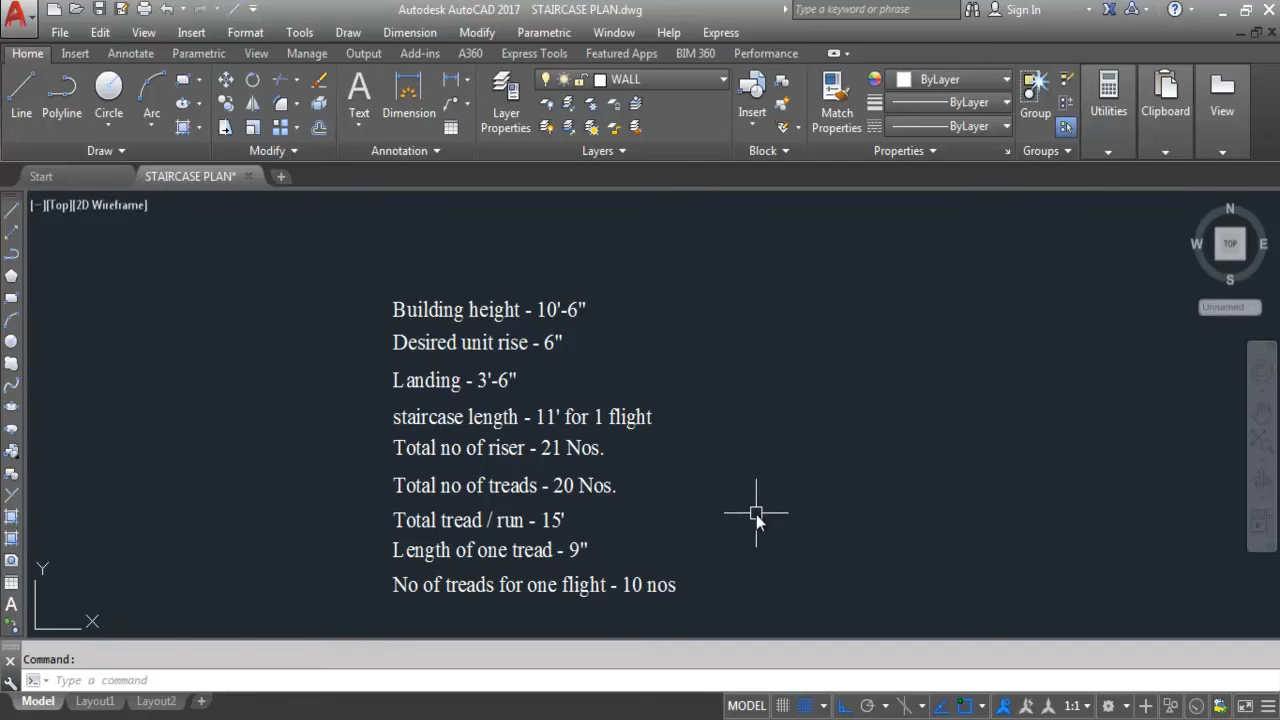 Autodesk AutoCAD 2017 STAIRCASE PLAN.dwg
Type a keyword or phrase
Sign In
File Edit View Insert Format Tools Draw Dimension Modify Parametric Window Help Express
Home Insert Annotate Parametric View Manage Output Add-ins A360 Express Tools Featured Apps BIM 360 Performance
Line Polyline Circle Arc
Text Dimension
Layer Properties
WALL
Insert
Match Properties
ByLayer
ByLayer
ByLayer
Group
Utilities
Clipboard
View
Draw Modify Annotation Layers Block Properties Groups
Start STAIRCASE PLAN*
[−][Top][2D Wireframe]
N
W TOP E
S
Unnamed
Building height - 10'-6"
Desired unit rise - 6"
Landing - 3'-6"
staircase length - 11' for 1 flight
Total no of riser - 21 Nos.
Total no of treads - 20 Nos.
Total tread / run - 15'
Length of one tread - 9"
No of treads for one flight - 10 nos
Y
X
Command:
Type a command
Model Layout1 Layout2
MODEL 1:1